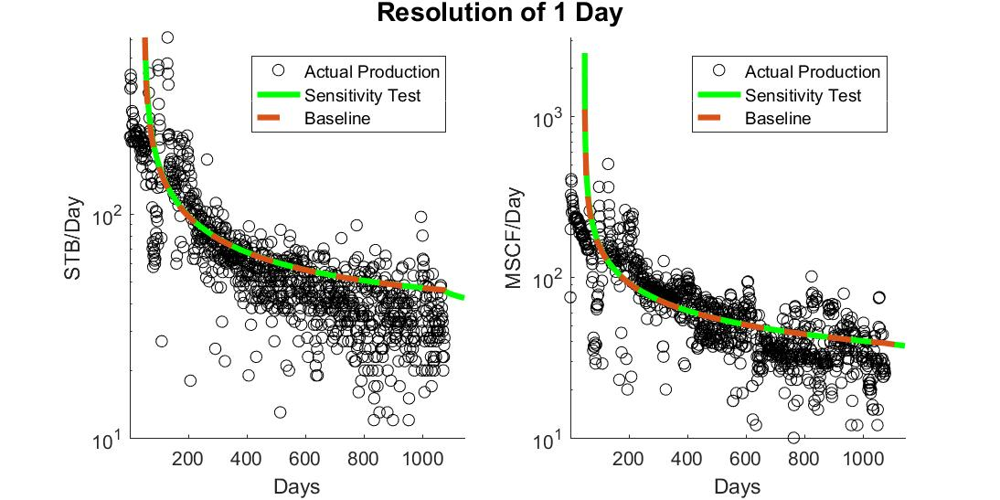 Resolution of 1 Day
Actual Production
Sensitivity Test
Baseline
STB/Day
10^2
10^1
200 400 600 800 1000
Days
Actual Production
Sensitivity Test
Baseline
MSCF/Day
10^3
10^2
10^1
200 400 600 800 1000
Days